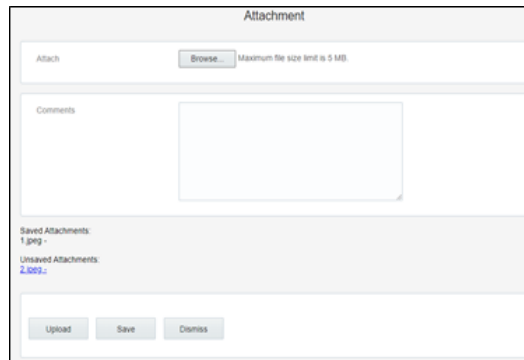 Attachment
Attach
Browse... Maximum file size limit is 5 MB.
Comments
Saved Attachments:
1.jpeg -
Unsaved Attachments:
2.jpeg -
Upload Save Dismiss